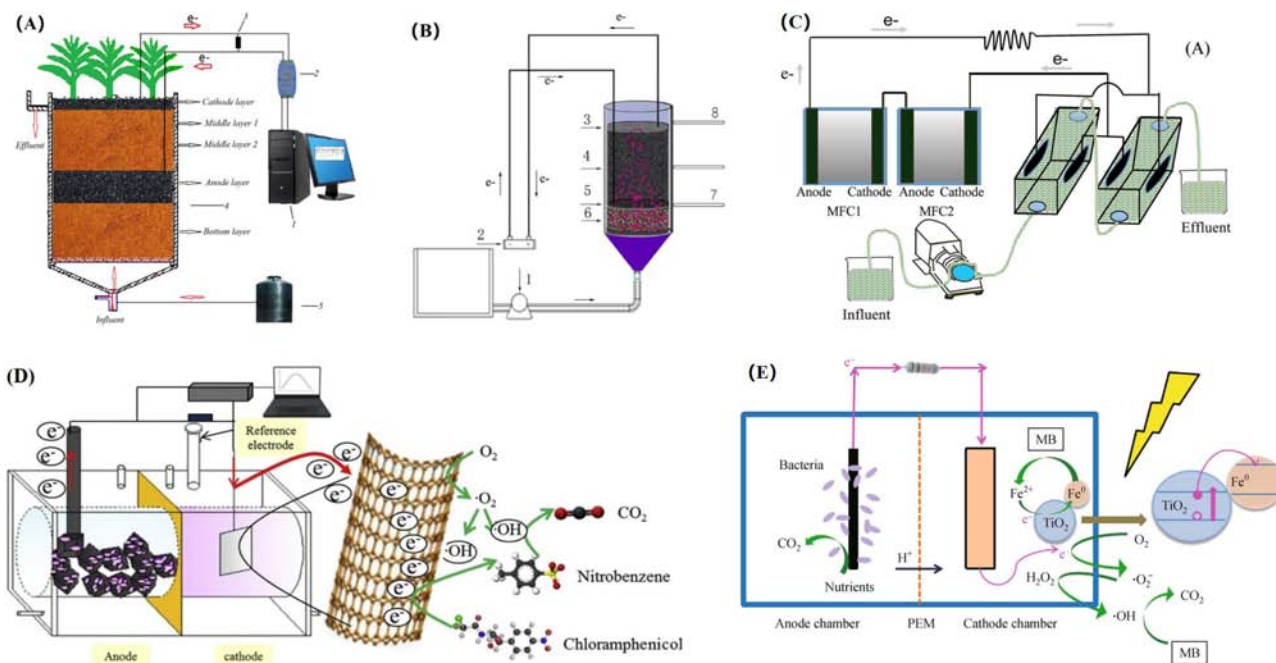 (A)
3
e-
e-
2
Cathode layer
Middle layer 1
Middle layer 2
Effluent
Anode layer
4
1
Bottom layer
Influent
5
(B)
e-
e-
e-
e-
3
8
4
5
7
6
2
1
(C)
e-
(A)
e-
e-
Anode Cathode
Anode Cathode
MFC1
MFC2
Effluent
Influent
(D)
Reference
electrode
e-
e-
e-
e-
e-
e-
e-
e-
e-
e-
O2
·O2
·OH
·OH
CO2
Nitrobenzene
Chloramphenicol
Anode
cathode
(E)
e-
Bacteria
MB
Fe2+
Fe0
e-
TiO2
TiO2
Fe0
CO2
H+
Nutrients
e-
O2
H2O2
·O2-
·OH
CO2
MB
Anode chamber
PEM
Cathode chamber